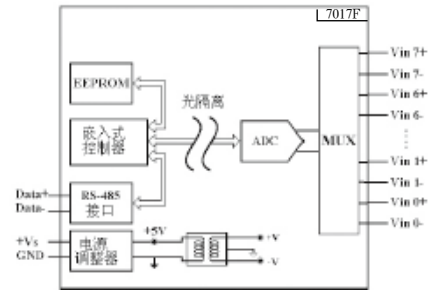 7017F
Vin 7+
Vin 7-
Vin 6+
Vin 6-
Vin 1+
Vin 1-
Vin 0+
Vin 0-
MUX
ADC
光隔离
EEPROM
嵌入式
控制器
RS-485
接口
Data+
Data-
+Vs
GND
电源
调整器
+5V
+V
-V